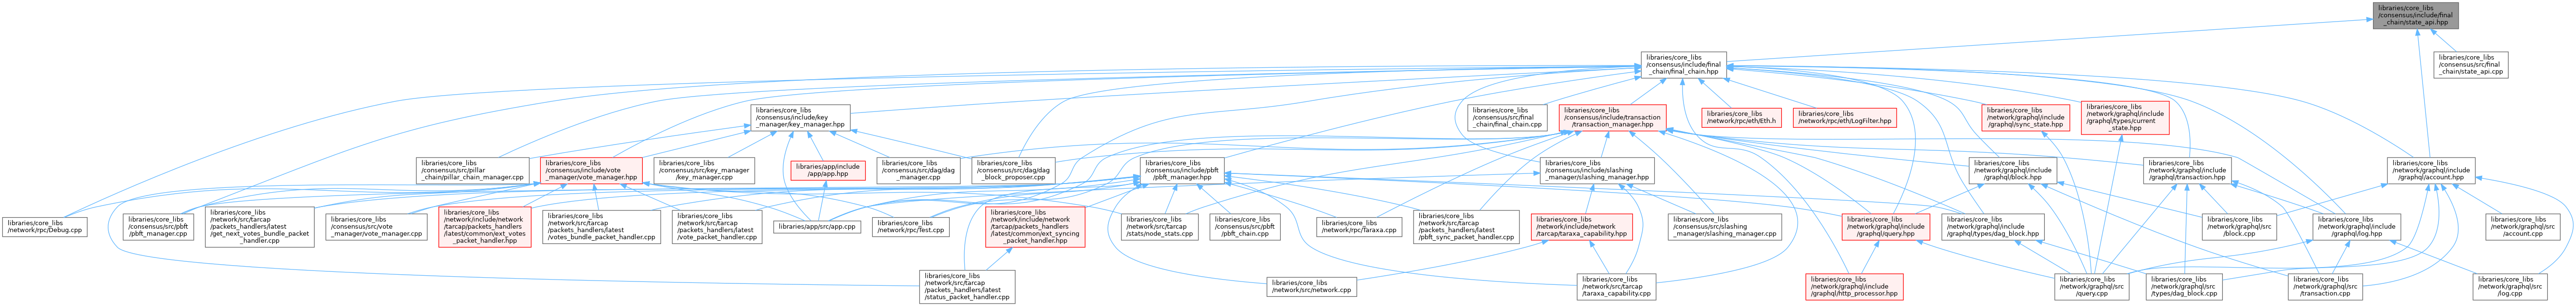 libraries/core_libs
/consensus/include/final
_chain/state_api.hpp
libraries/core_libs
/consensus/include/final
_chain/final_chain.hpp
libraries/core_libs
/consensus/src/final
_chain/state_api.cpp
libraries/core_libs
/consensus/include/key
_manager/key_manager.hpp
libraries/core_libs
/consensus/src/final
_chain/final_chain.cpp
libraries/core_libs
/consensus/include/transaction
/transaction_manager.hpp
libraries/core_libs
/network/rpc/eth/Eth.h
libraries/core_libs
/network/rpc/eth/LogFilter.hpp
libraries/core_libs
/network/graphql/include
/graphql/sync_state.hpp
libraries/core_libs
/network/graphql/include
/graphql/types/current
_state.hpp
libraries/core_libs
/consensus/src/pillar
_chain/pillar_chain_manager.cpp
libraries/core_libs
/consensus/include/vote
_manager/vote_manager.hpp
libraries/core_libs
/consensus/src/key_manager
/key_manager.cpp
libraries/app/include
/app/app.hpp
libraries/core_libs
/consensus/src/dag/dag
_manager.cpp
libraries/core_libs
/consensus/src/dag/dag
_block_proposer.cpp
libraries/core_libs
/consensus/include/pbft
/pbft_manager.hpp
libraries/core_libs
/consensus/include/slashing
_manager/slashing_manager.hpp
libraries/core_libs
/network/graphql/include
/graphql/block.hpp
libraries/core_libs
/network/graphql/include
/graphql/transaction.hpp
libraries/core_libs
/network/graphql/include
/graphql/account.hpp
libraries/core_libs
/network/rpc/Debug.cpp
libraries/core_libs
/consensus/src/pbft
/pbft_manager.cpp
libraries/core_libs
/network/src/tarcap
/packets_handlers/latest
/get_next_votes_bundle_packet
_handler.cpp
libraries/core_libs
/consensus/src/vote
_manager/vote_manager.cpp
libraries/core_libs
/network/include/network
/tarcap/packets_handlers
/latest/common/ext_votes
_packet_handler.hpp
libraries/core_libs
/network/src/tarcap
/packets_handlers/latest
/votes_bundle_packet_handler.cpp
libraries/core_libs
/network/src/tarcap
/packets_handlers/latest
/vote_packet_handler.cpp
libraries/app/src/app.cpp
libraries/core_libs
/network/rpc/Test.cpp
libraries/core_libs
/network/include/network
/tarcap/packets_handlers
/latest/common/ext_syncing
_packet_handler.hpp
libraries/core_libs
/network/src/tarcap
/stats/node_stats.cpp
libraries/core_libs
/consensus/src/pbft
/pbft_chain.cpp
libraries/core_libs
/network/rpc/Taraxa.cpp
libraries/core_libs
/network/src/tarcap
/packets_handlers/latest
/pbft_sync_packet_handler.cpp
libraries/core_libs
/network/include/network
/tarcap/taraxa_capability.hpp
libraries/core_libs
/consensus/src/slashing
_manager/slashing_manager.cpp
libraries/core_libs
/network/graphql/include
/graphql/query.hpp
libraries/core_libs
/network/graphql/include
/graphql/types/dag_block.hpp
libraries/core_libs
/network/graphql/src
/block.cpp
libraries/core_libs
/network/graphql/include
/graphql/log.hpp
libraries/core_libs
/network/graphql/src
/account.cpp
libraries/core_libs
/network/src/tarcap
/packets_handlers/latest
/status_packet_handler.cpp
libraries/core_libs
/network/src/network.cpp
libraries/core_libs
/network/src/tarcap
/taraxa_capability.cpp
libraries/core_libs
/network/graphql/include
/graphql/http_processor.hpp
libraries/core_libs
/network/graphql/src
/query.cpp
libraries/core_libs
/network/graphql/src
/types/dag_block.cpp
libraries/core_libs
/network/graphql/src
/transaction.cpp
libraries/core_libs
/network/graphql/src
/log.cpp